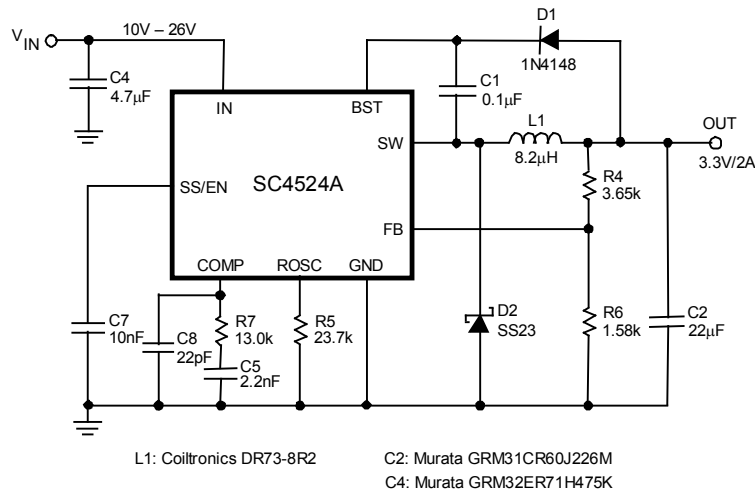 V IN
10V – 26V
D1
1N4148
C4
4.7µF
C1
0.1µF
IN
BST
L1
8.2µH
OUT
3.3V/2A
SW
SC4524A
SS/EN
R4
3.65k
FB
COMP
ROSC
GND
C7
10nF
C8
22pF
R7
13.0k
C5
2.2nF
R5
23.7k
D2
SS23
R6
1.58k
C2
22µF
L1: Coiltronics DR73-8R2
C2: Murata GRM31CR60J226M
C4: Murata GRM32ER71H475K